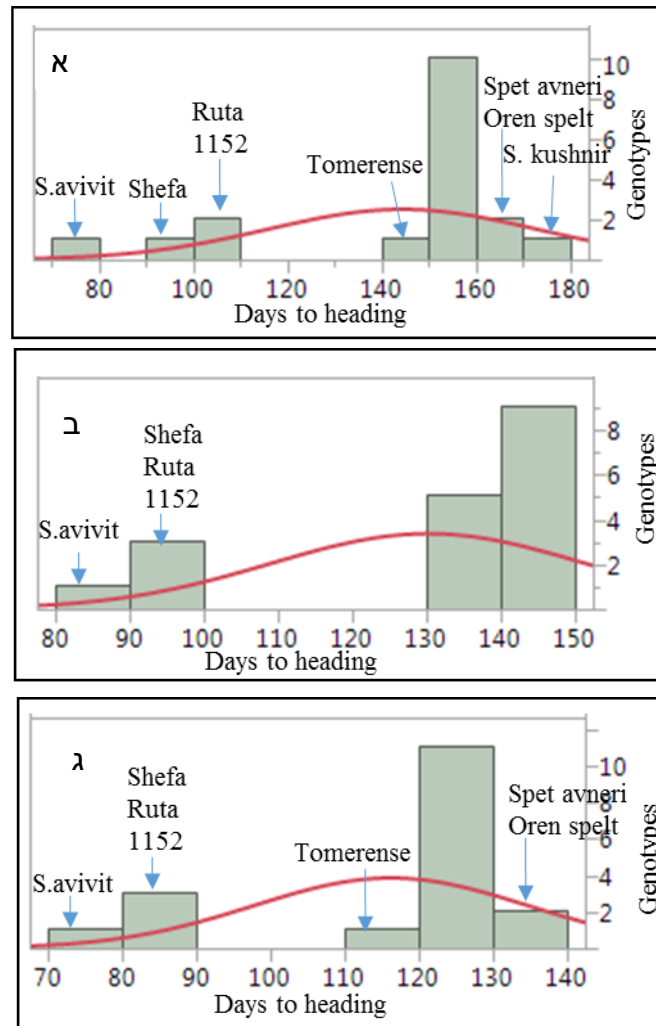 א
Ruta
1152
S.avivit
Shefa
Tomerense
Spet avneri
Oren spelt
S. kushnir
10
8
6
4
2
Genotypes
80 100 120 140 160 180
Days to heading
ב
Shefa
Ruta
1152
S.avivit
8
6
4
2
Genotypes
80 90 100 110 120 130 140 150
Days to heading
ג
Shefa
Ruta
1152
S.avivit
Tomerense
Spet avneri
Oren spelt
10
8
6
4
2
Genotypes
70 80 90 100 110 120 130 140
Days to heading